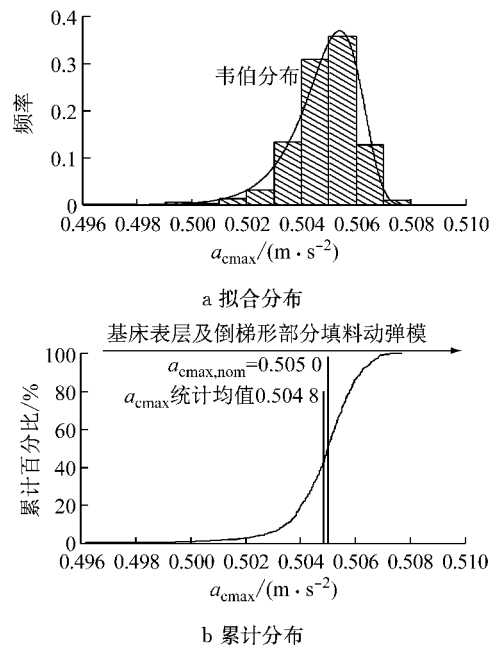 0.4
0.3
0.2
0.1
0
频率
韦伯分布
0.496 0.498 0.500 0.502 0.504 0.506 0.508 0.510
a_cmax/(m·s⁻²)
a 拟合分布
基床表层及倒梯形部分填料动弹模
a_cmax,nom=0.505 0
a_cmax统计均值0.504 8
100
80
60
40
20
0
累计百分比/%
0.496 0.498 0.500 0.502 0.504 0.506 0.508 0.510
a_cmax/(m·s⁻²)
b 累计分布